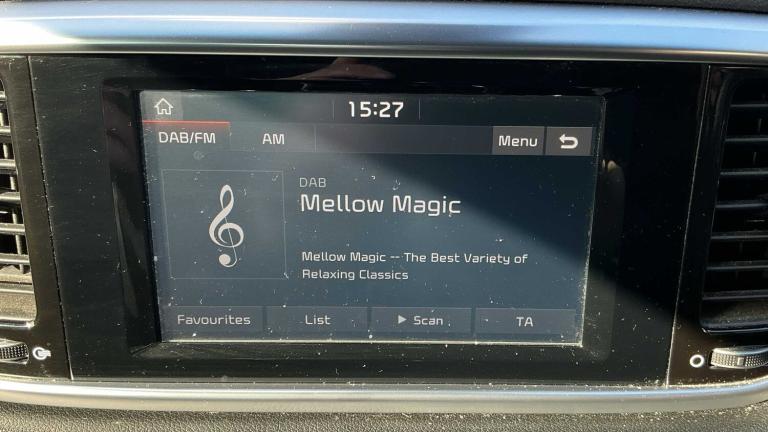 15:27
DAB/FM AM Menu
DAB
Mellow Magic
Mellow Magic -- The Best Variety of
Relaxing Classics
Favourites List Scan TA